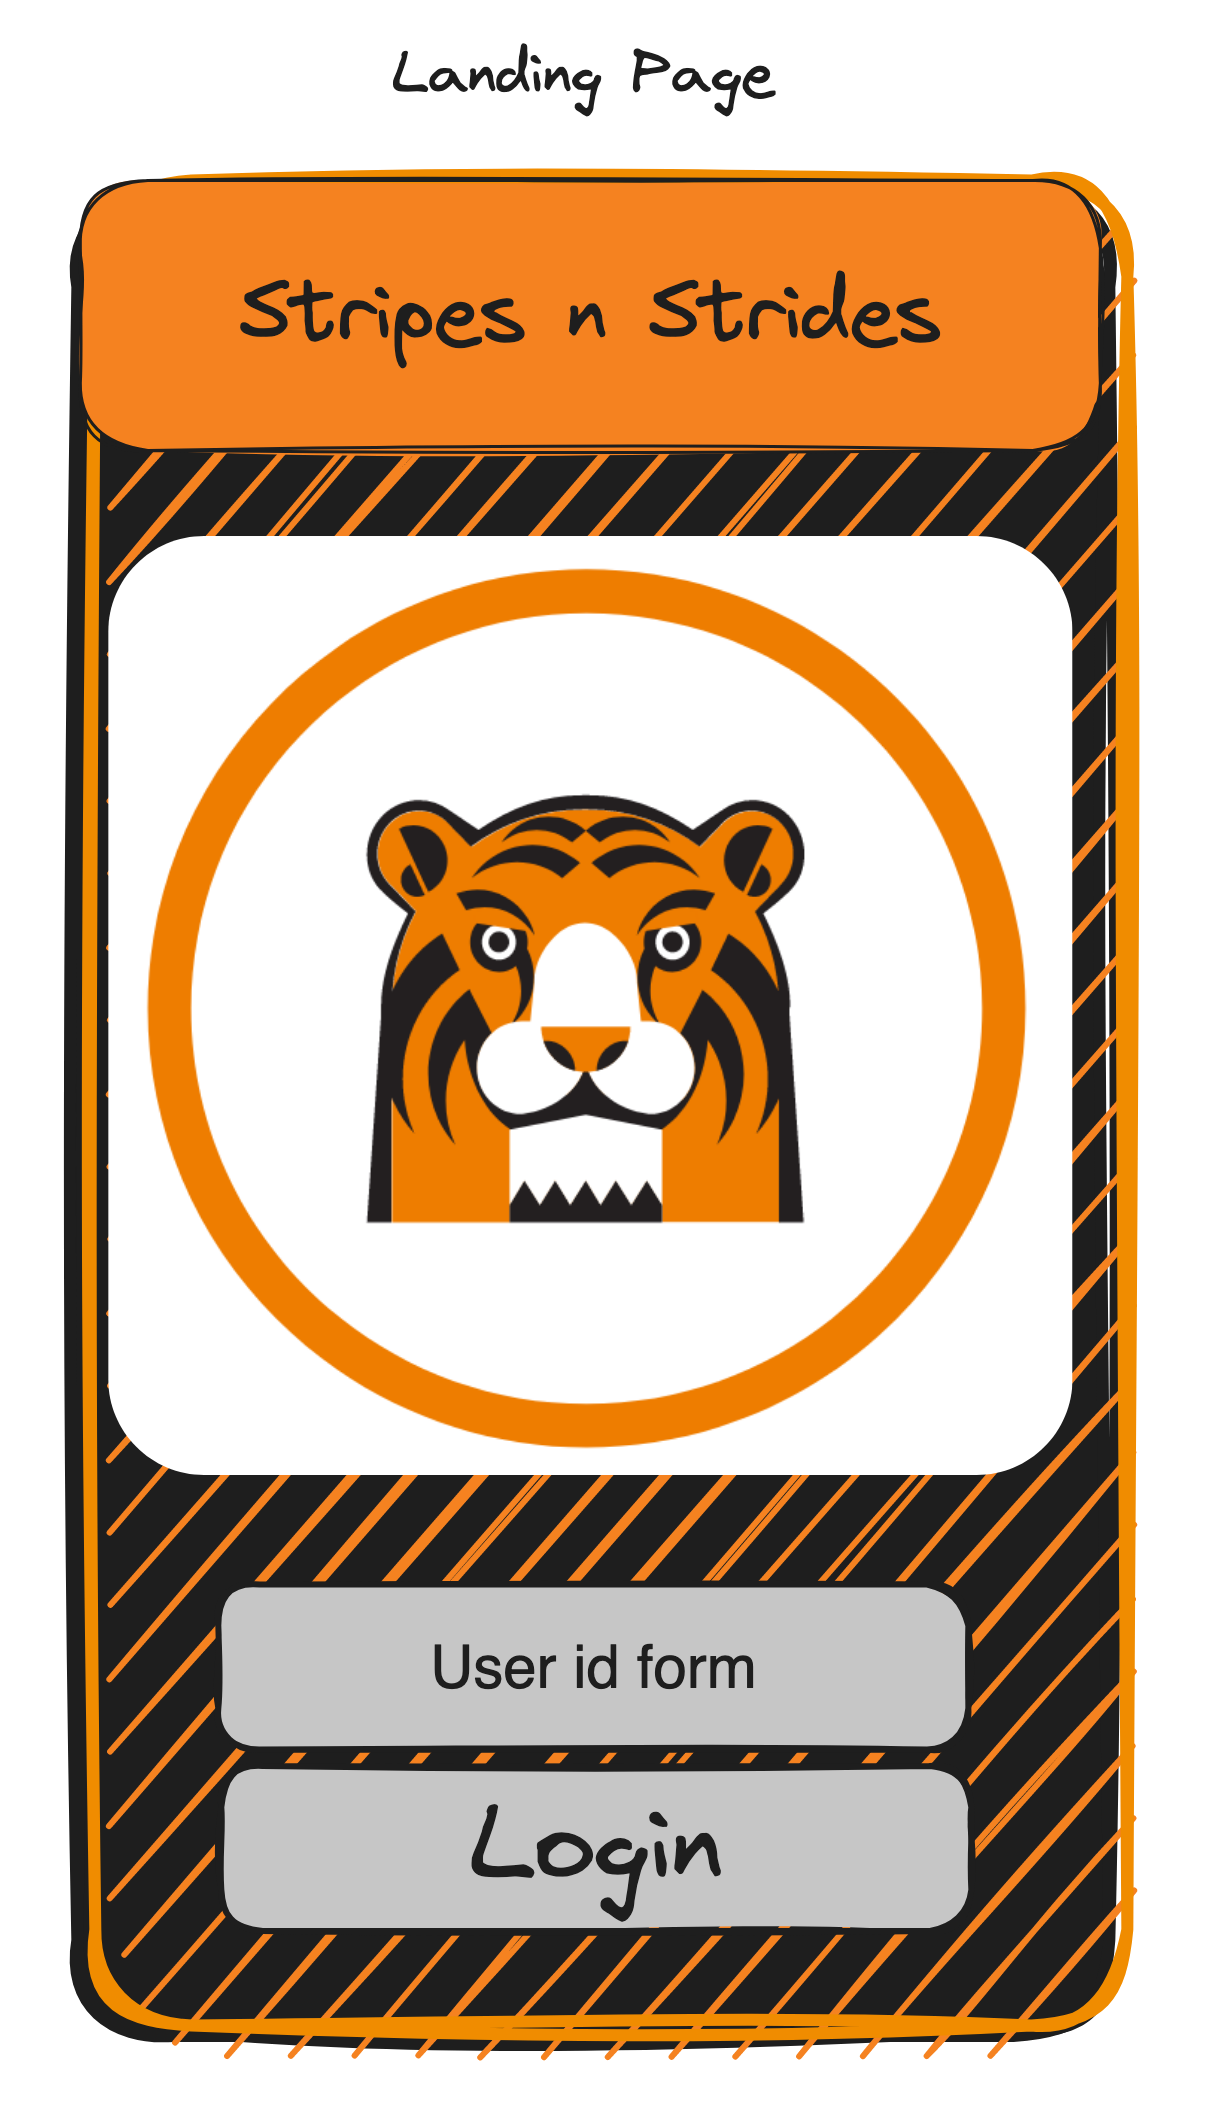 Landing Page
Stripes n Strides
User id form
Login